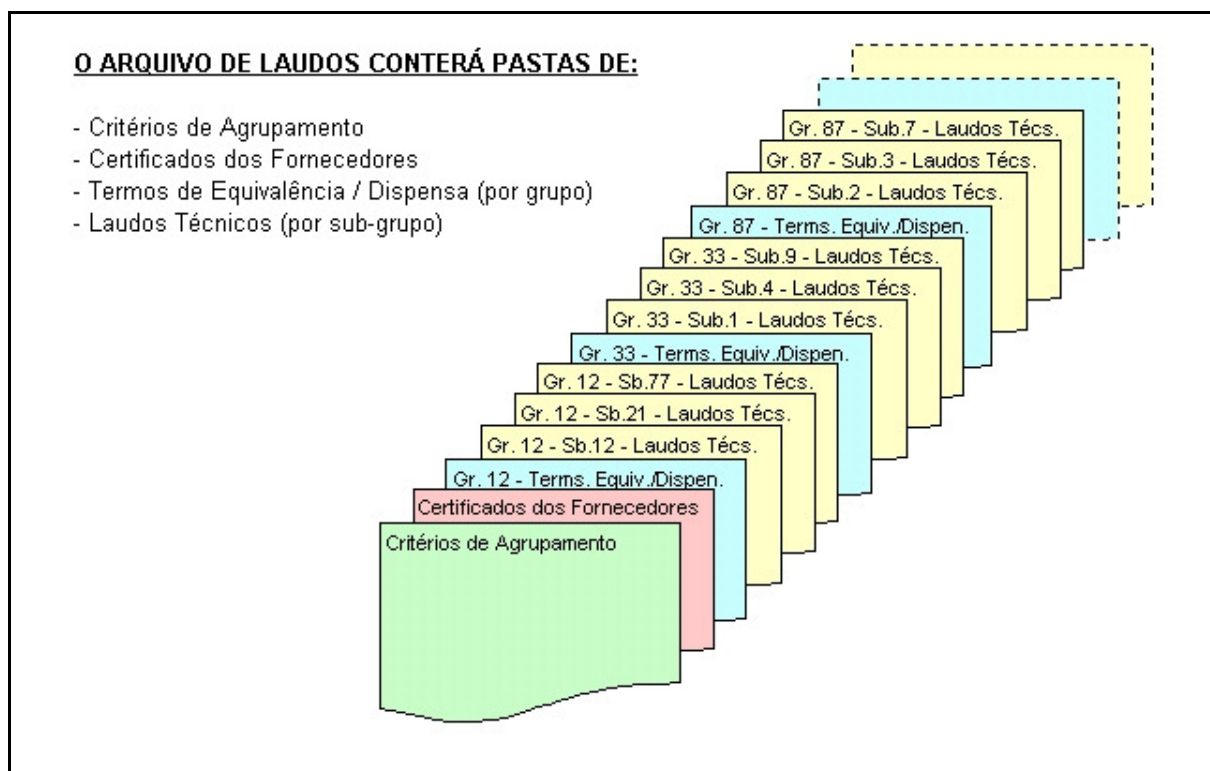 O ARQUIVO DE LAUDOS CONTERÁ PASTAS DE:
- Critérios de Agrupamento
- Certificados dos Fornecedores
- Termos de Equivalência / Dispensa (por grupo)
- Laudos Técnicos (por sub-grupo)
Gr. 87 - Sub.7 - Laudos Técs.
Gr. 87 - Sub.3 - Laudos Técs.
Gr. 87 - Sub.2 - Laudos Técs.
Gr. 87 - Terms. Equiv./Dispen.
Gr. 33 - Sub.9 - Laudos Técs.
Gr. 33 - Sub.4 - Laudos Técs.
Gr. 33 - Sub.1 - Laudos Técs.
Gr. 33 - Terms. Equiv./Dispen.
Gr. 12 - Sb.77 - Laudos Técs.
Gr. 12 - Sb.21 - Laudos Técs.
Gr. 12 - Sb.12 - Laudos Técs.
Gr. 12 - Terms. Equiv./Dispen.
Certificados dos Fornecedores
Critérios de Agrupamento